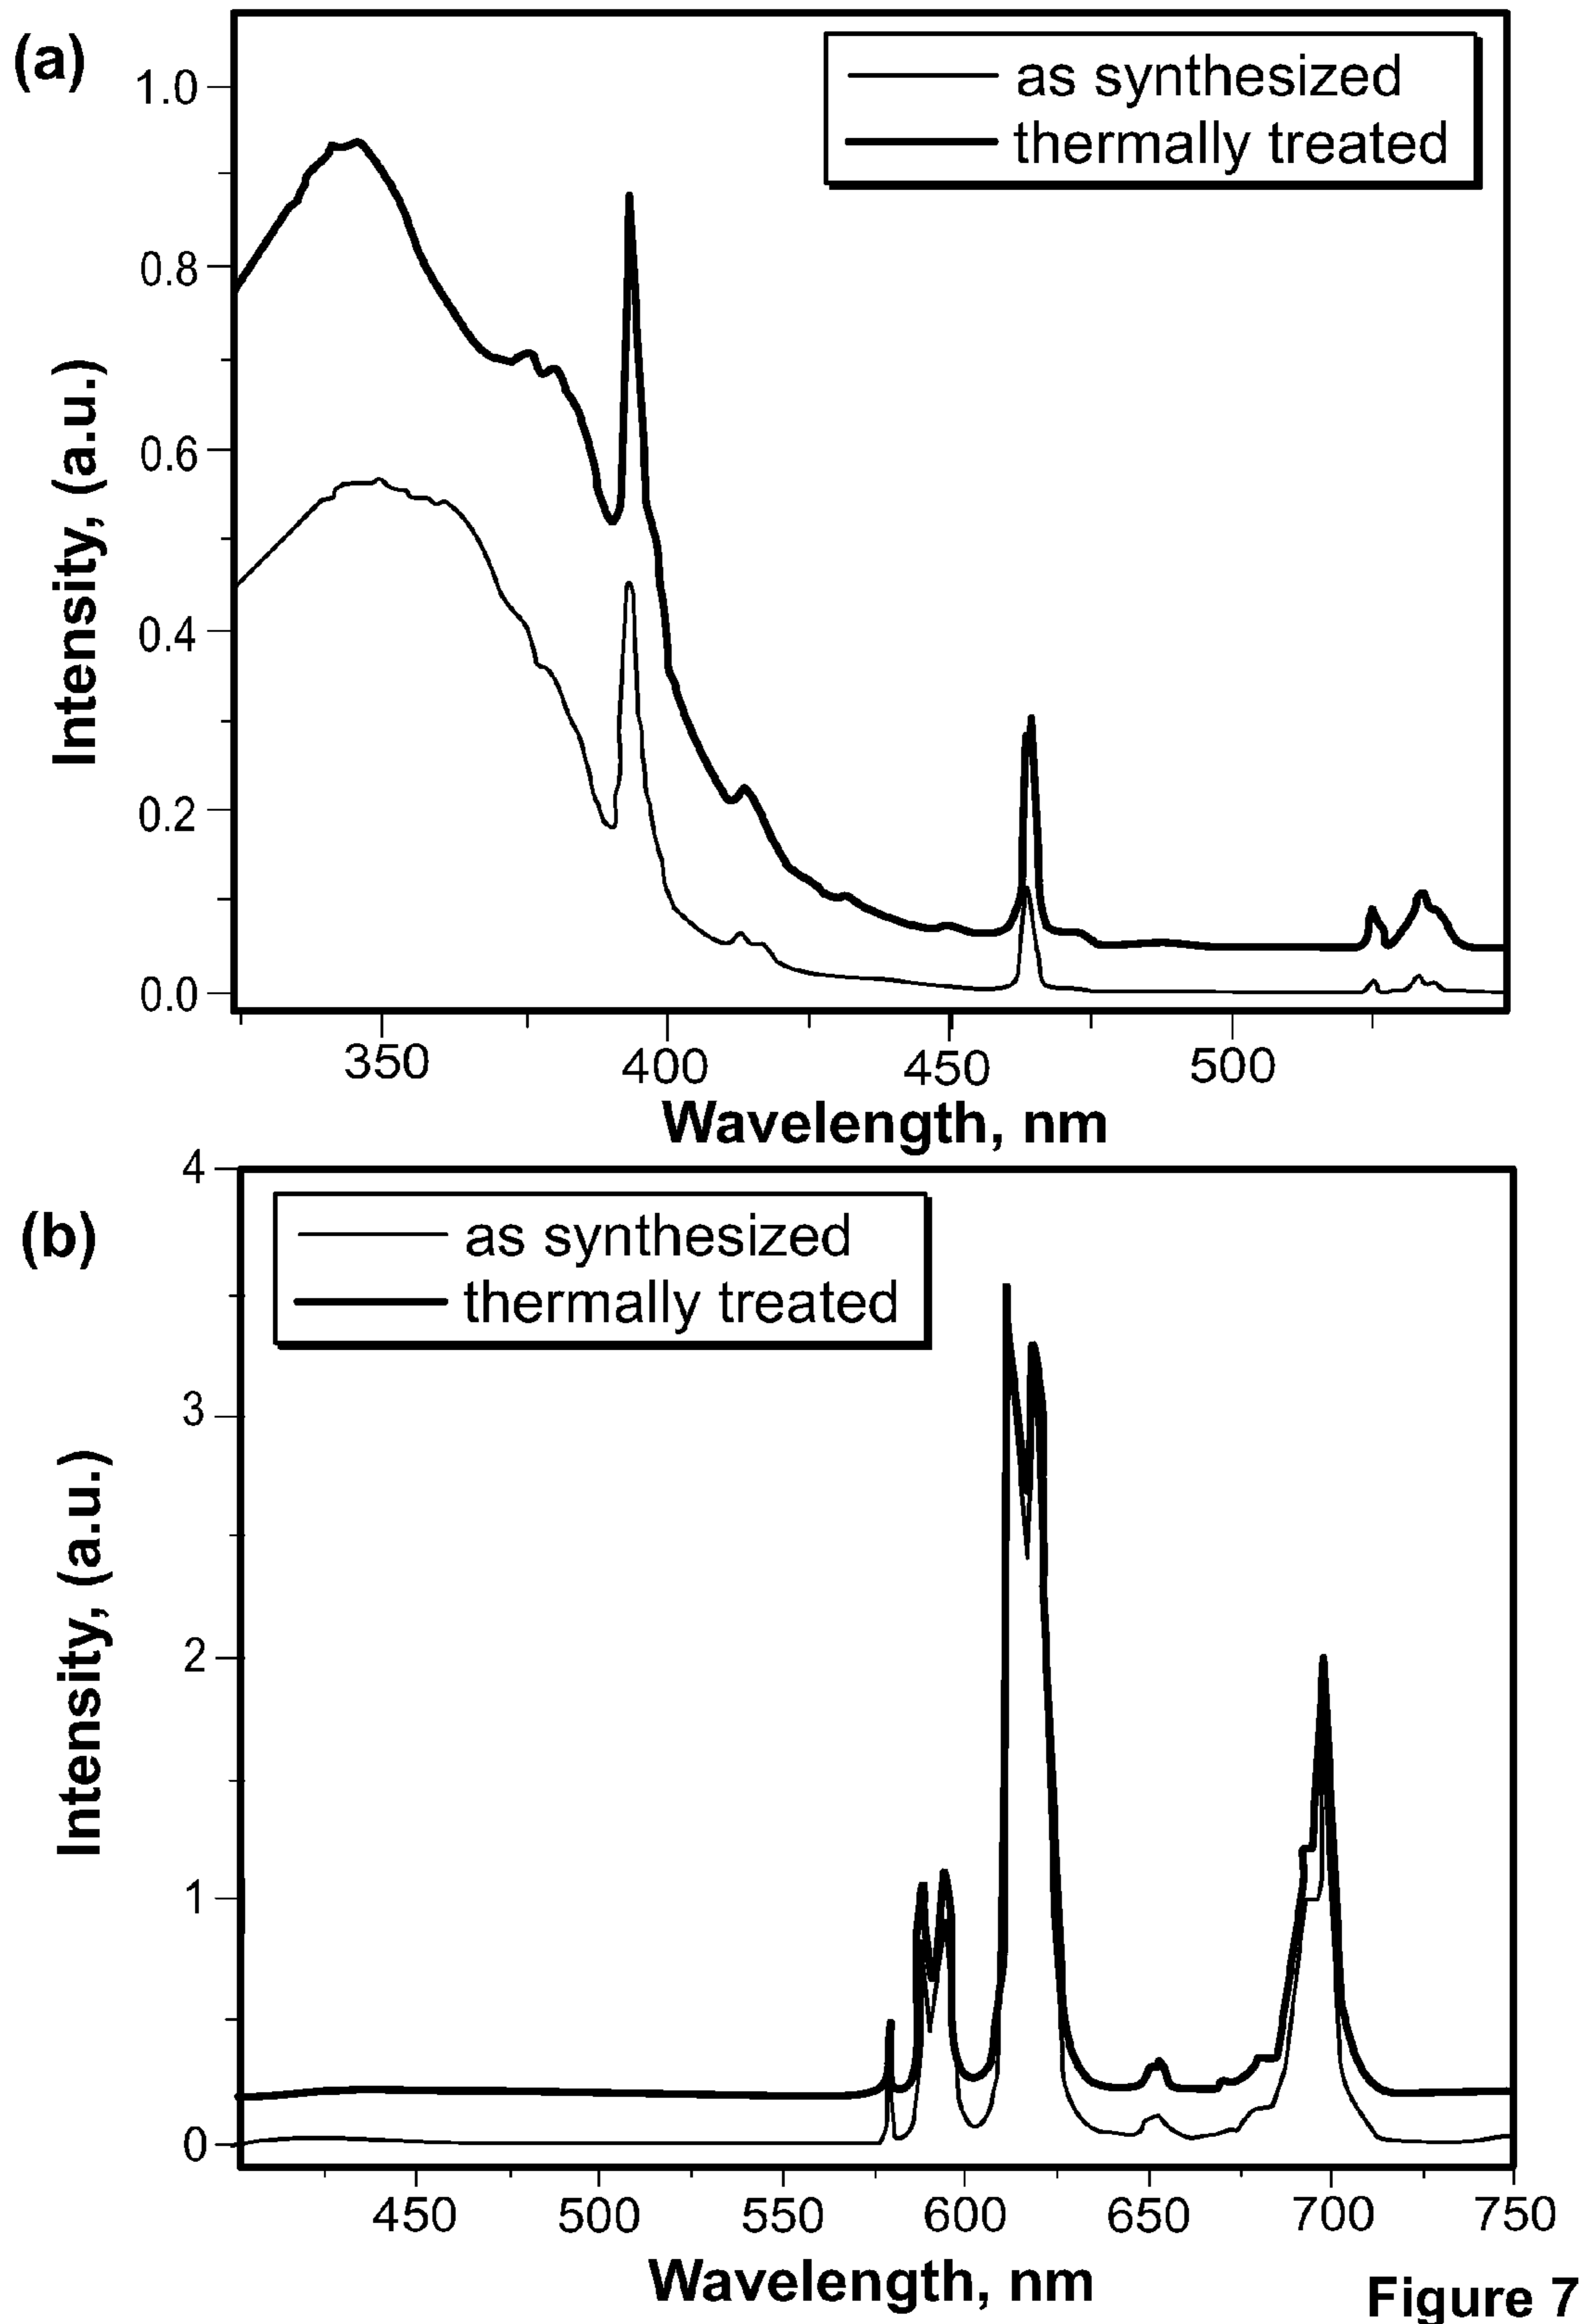 (a)
as synthesized
thermally treated
1.0
0.8
0.6
0.4
0.2
0.0
Intensity, (a.u.)
350 400 450 500
Wavelength, nm
(b)
as synthesized
thermally treated
4
3
2
1
0
Intensity, (a.u.)
450 500 550 600 650 700 750
Wavelength, nm
Figure 7